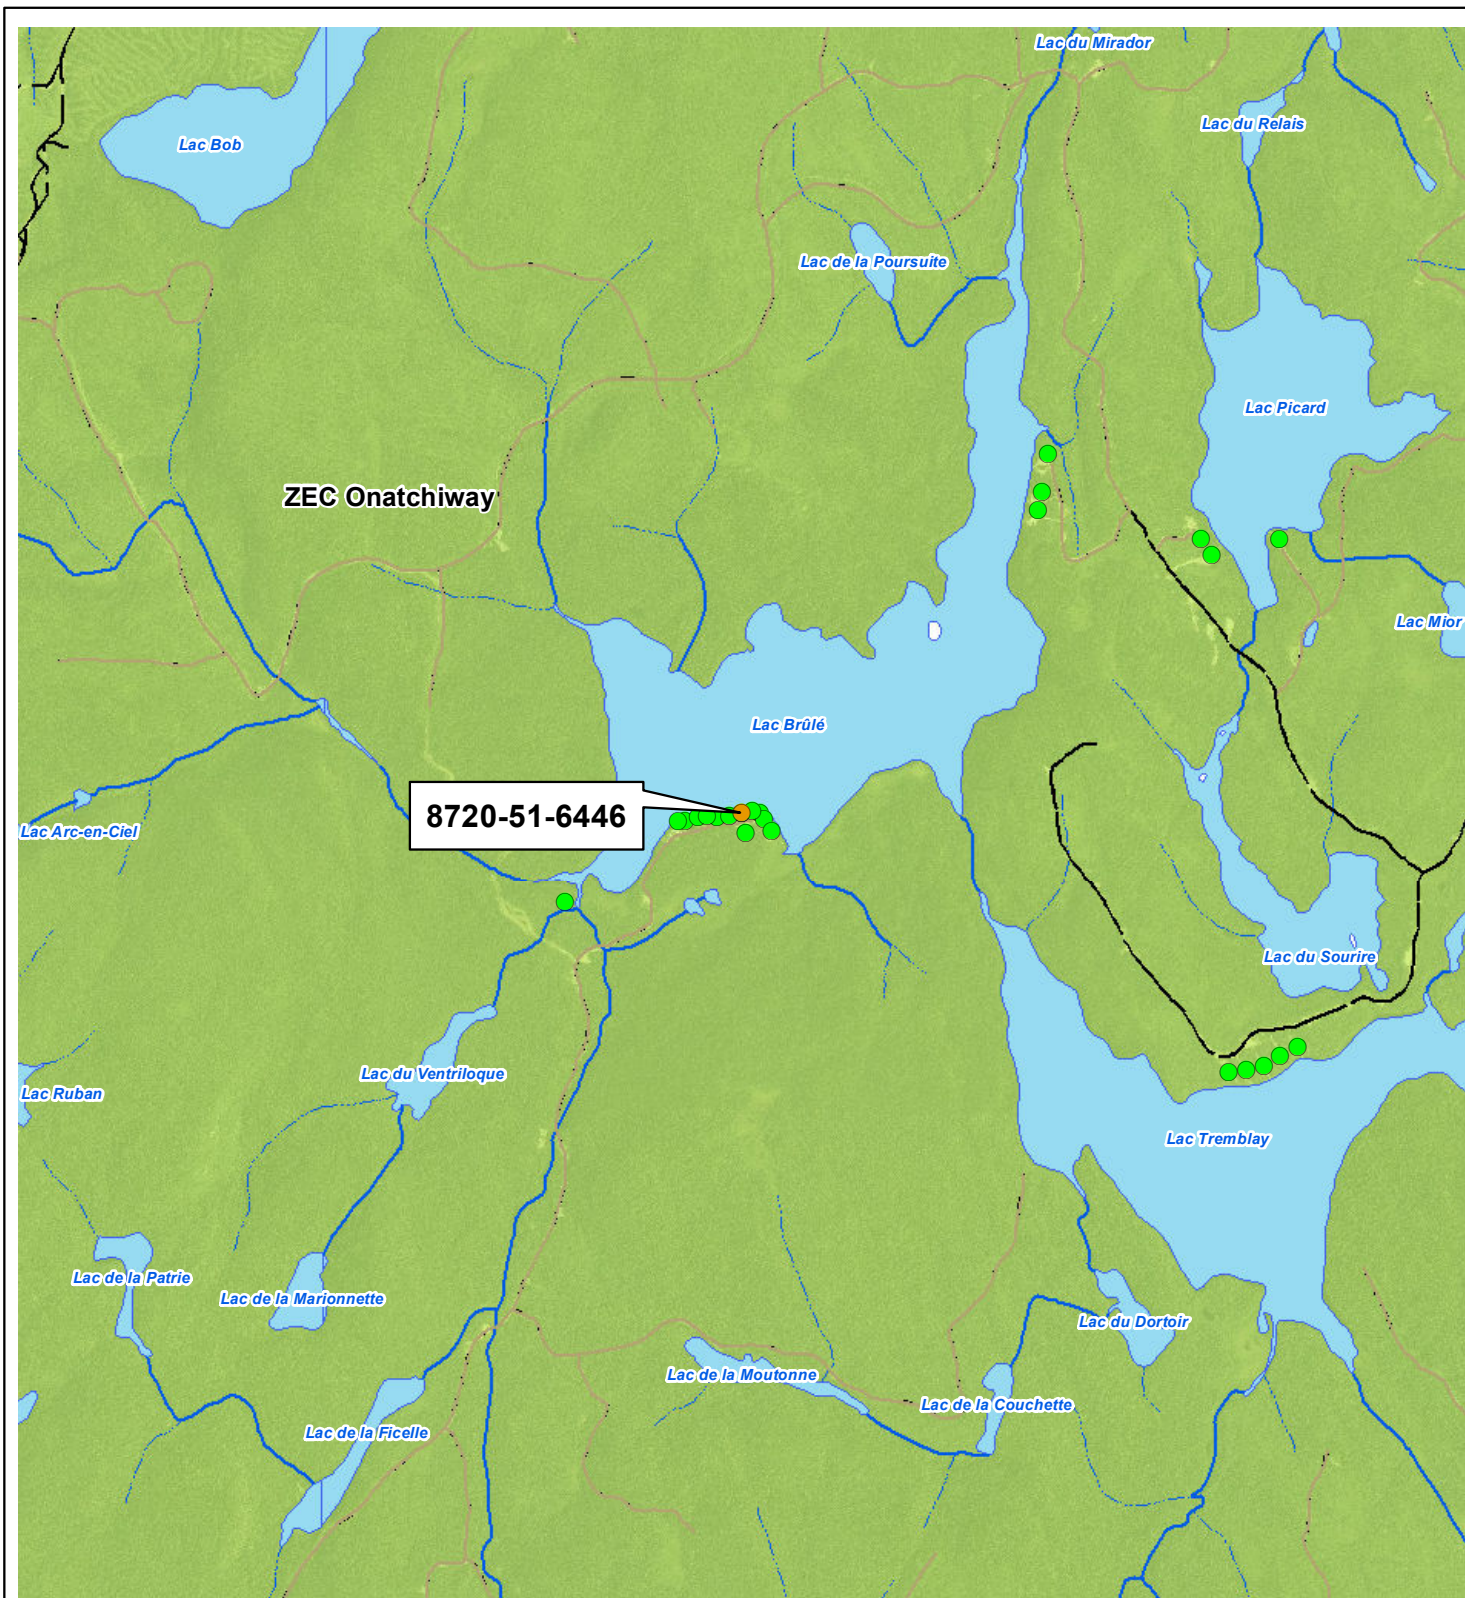 Lac du Mirador
Lac du Relais
Lac Bob
Lac de la Poursuite
Lac Picard
ZEC Onatchiway
Lac Mior
Lac Brûlé
8720-51-6446
Lac Arc-en-Ciel
Lac du Sourire
Lac du Ventriloque
Lac Ruban
Lac Tremblay
Lac de la Patrie
Lac de la Marionnette
Lac du Dortoir
Lac de la Moutonne
Lac de la Couchette
Lac de la Ficelle